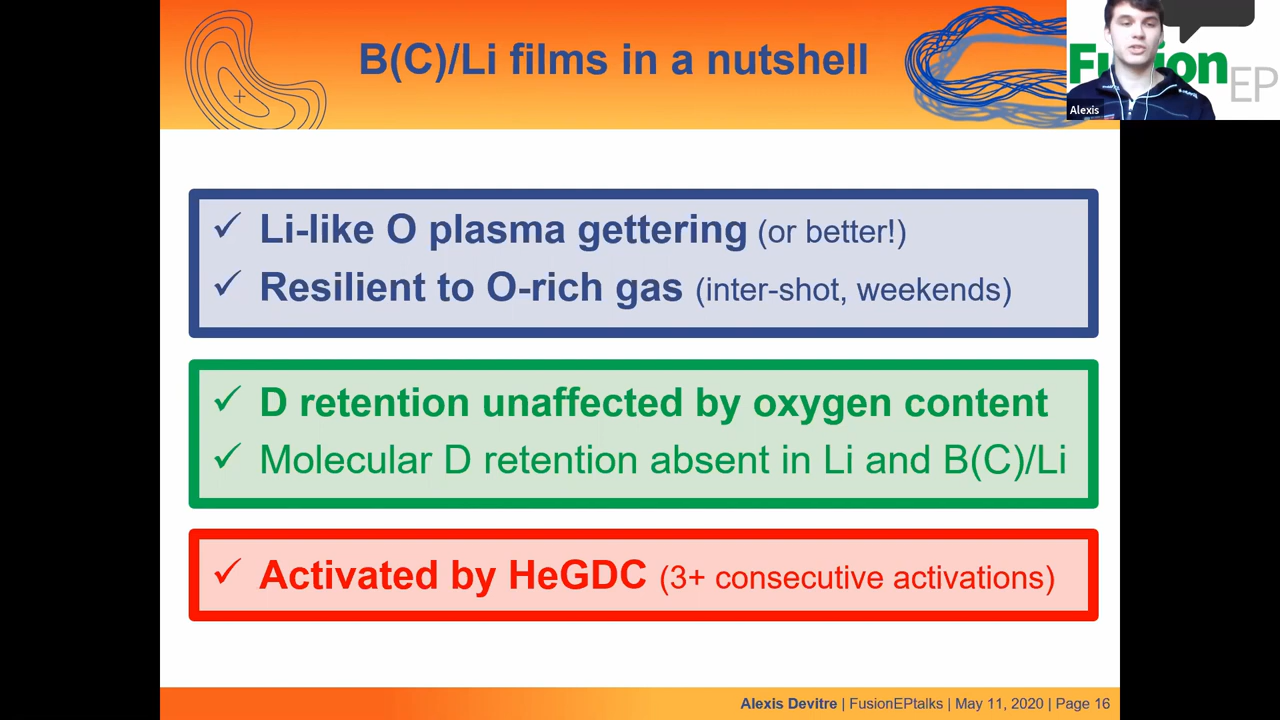 B(C)/Li films in a nutshell
EP
Alexis
✓ Li-like O plasma gettering (or better!)
✓ Resilient to O-rich gas (inter-shot, weekends)
✓ D retention unaffected by oxygen content
✓ Molecular D retention absent in Li and B(C)/Li
✓ Activated by HeGDC (3+ consecutive activations)
Alexis Devitre | FusionEPtalks | May 11, 2020 | Page 16